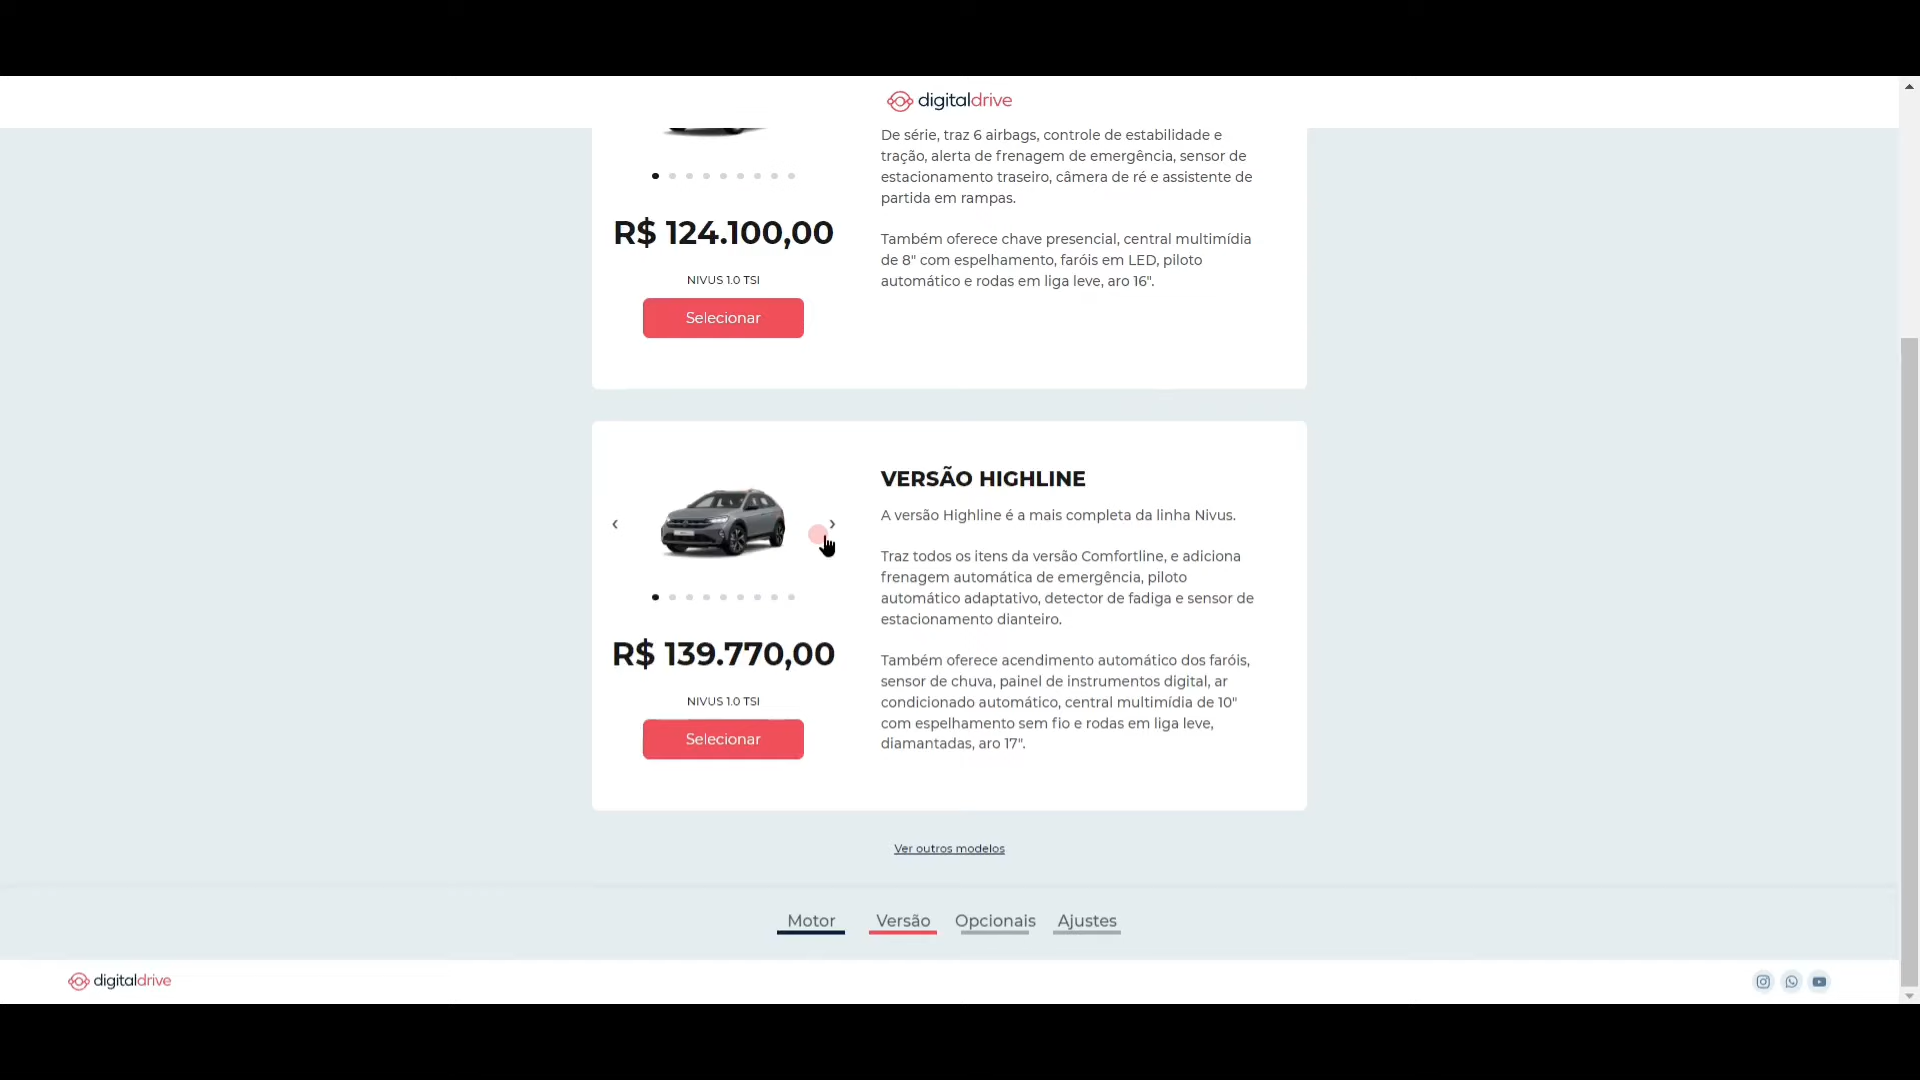 digitaldrive
De série, traz 6 airbags, controle de estabilidade e
tração, alerta de frenagem de emergência, sensor de
estacionamento traseiro, câmera de ré e assistente de
partida em rampas.
Também oferece chave presencial, central multimídia
de 8" com espelhamento, faróis em LED, piloto
automático e rodas em liga leve, aro 16".
R$ 124.100,00
NIVUS 1.0 TSI
Selecionar
VERSÃO HIGHLINE
A versão Highline é a mais completa da linha Nivus.
Traz todos os itens da versão Comfortline, e adiciona
frenagem automática de emergência, piloto
automático adaptativo, detector de fadiga e sensor de
estacionamento dianteiro.
Também oferece acendimento automático dos faróis,
sensor de chuva, painel de instrumentos digital, ar
condicionado automático, central multimídia de 10"
com espelhamento sem fio e rodas em liga leve,
diamantadas, aro 17".
R$ 139.770,00
NIVUS 1.0 TSI
Selecionar
Ver outros modelos
Motor Versão Opcionais Ajustes
digitaldrive